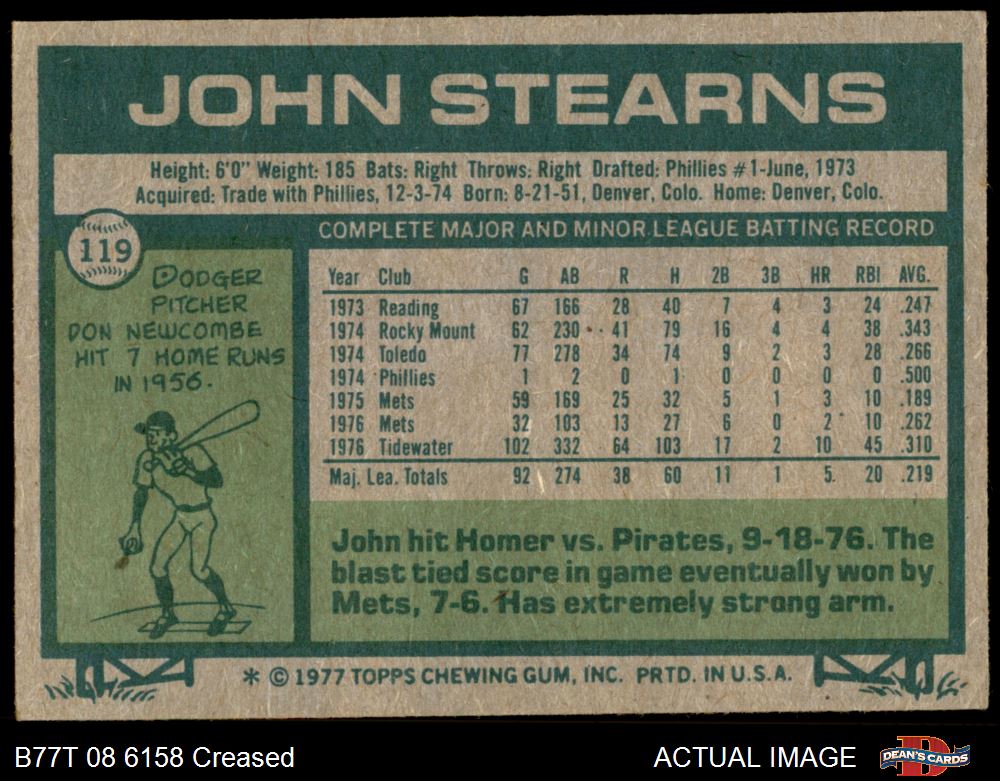 JOHN STEARNS
Height: 6'0" Weight: 185 Bats: Right Throws: Right Drafted: Phillies #1-June, 1973
Acquired: Trade with Phillies, 12-3-74 Born: 8-21-51, Denver, Colo. Home: Denver, Colo.
119
DODGER
PITCHER
DON NEWCOMBE
HIT 7 HOME RUNS
IN 1956.
COMPLETE MAJOR AND MINOR LEAGUE BATTING RECORD
Year Club G AB R H 2B 3B HR RBI AVG.
1973 Reading 67 166 28 40 7 4 3 24 .247
1974 Rocky Mount 62 230 41 79 16 4 4 38 .343
1974 Toledo 77 278 34 74 9 2 3 28 .266
1974 Phillies 1 2 0 1 0 0 0 0 .500
1975 Mets 59 169 25 32 5 1 3 10 .189
1976 Mets 32 103 13 27 6 0 2 10 .262
1976 Tidewater 102 332 64 103 17 2 10 45 .310
Maj. Lea. Totals 92 274 38 60 11 1 5 20 .219
John hit Homer vs. Pirates, 9-18-76. The
blast tied score in game eventually won by
Mets, 7-6. Has extremely strong arm.
* © 1977 TOPPS CHEWING GUM, INC. PRTD. IN U.S.A.
B77T 08 6158 Creased
ACTUAL IMAGE
DEAN'S CARDS